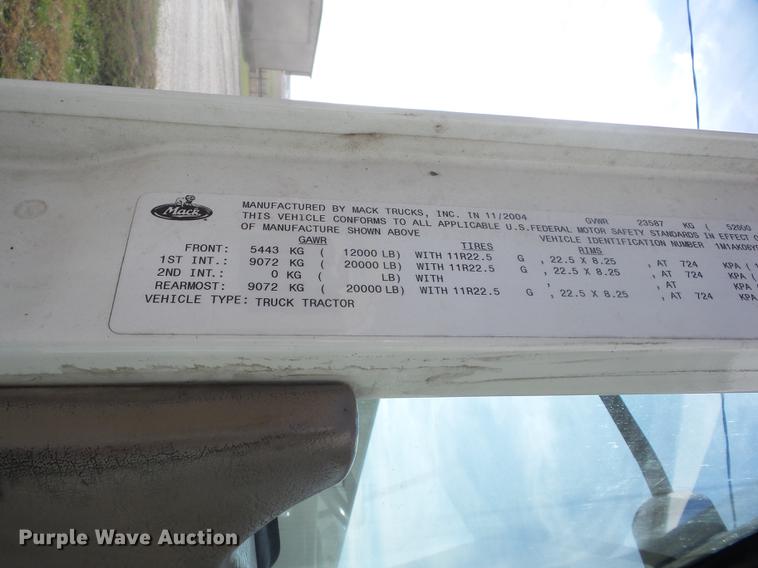 Mack
MANUFACTURED BY MACK TRUCKS, INC. IN 11/2004 GVWR 23587 KG ( 52000
THIS VEHICLE CONFORMS TO ALL APPLICABLE U.S. FEDERAL MOTOR SAFETY STANDARDS IN EFFECT
OF MANUFACTURE SHOWN ABOVE VEHICLE IDENTIFICATION NUMBER
GAWR TIRES RIMS
FRONT: 5443 KG ( 12000 LB) WITH 11R22.5 G , 22.5 X 8.25 , AT 724 KPA (
1ST INT.: 9072 KG ( 20000 LB) WITH 11R22.5 G , 22.5 X 8.25 , AT 724 KPA
2ND INT.: 0 KG ( LB) WITH , , AT KPA
REARMOST: 9072 KG ( 20000 LB) WITH 11R22.5 G , 22.5 X 8.25 , AT 724 KPA
VEHICLE TYPE: TRUCK TRACTOR
Purple Wave Auction